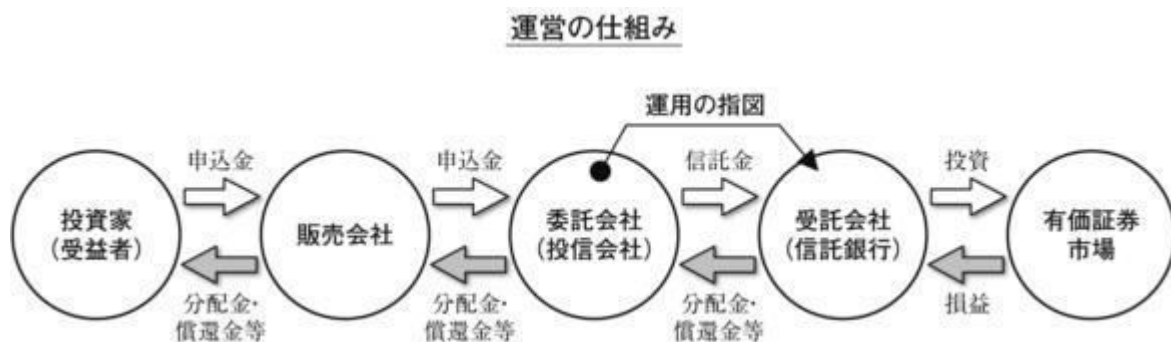 運営の仕組み
運用の指図
申込金
申込金
信託金
投資
投資家
(受益者)
販売会社
委託会社
(投信会社)
受託会社
(信託銀行)
有価証券
市場
分配金・
償還金等
分配金・
償還金等
分配金・
償還金等
損益